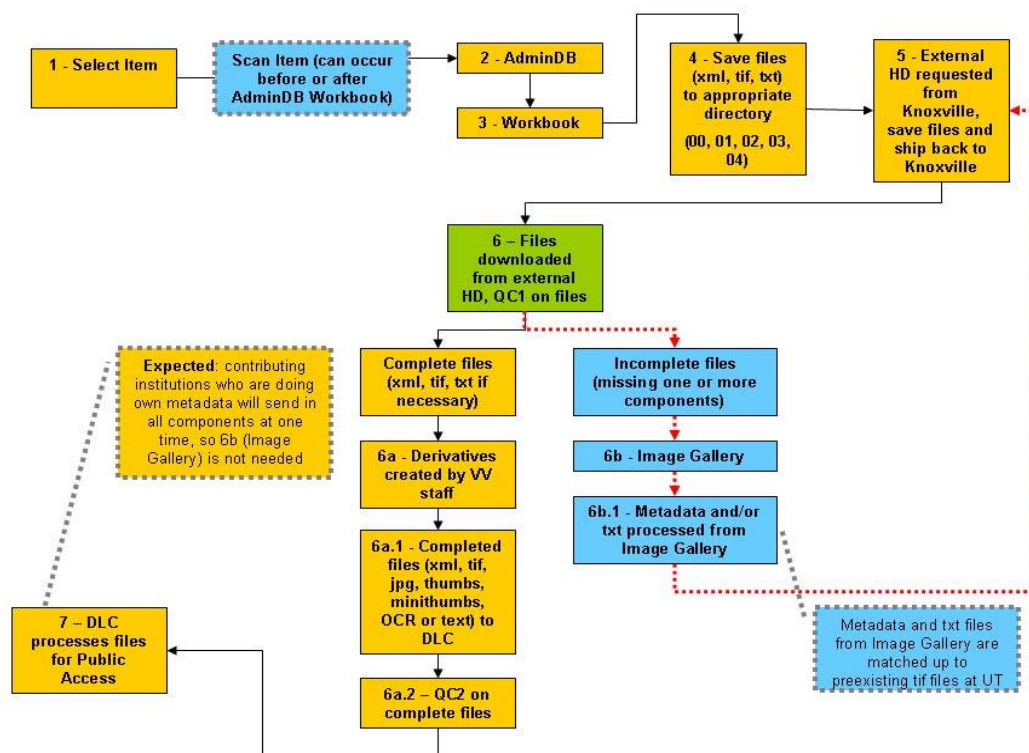 1 - Select Item
Scan Item (can occur
before or after
AdminDB Workbook)
2 - AdminDB
3 - Workbook
4 - Save files
(xml, tif, txt)
to appropriate
directory
(00, 01, 02, 03,
04)
5 - External
HD requested
from
Knoxville,
save files and
ship back to
Knoxville
6 – Files
downloaded
from external
HD, QC1 on files
Expected: contributing
institutions who are doing
own metadata will send in
all components at one
time, so 6b (Image
Gallery) is not needed
Complete files
(xml, tif, txt if
necessary)
Incomplete files
(missing one or more
components)
6a - Derivatives
created by VV
staff
6b - Image Gallery
6b.1 - Metadata and/or
txt processed from
Image Gallery
6a.1 - Completed
files (xml, tif,
jpg, thumbs,
minithumbs,
OCR or text) to
DLC
7 – DLC
processes files
for Public
Access
Metadata and txt files
from Image Gallery are
matched up to
preexisting tif files at UT
6a.2 – QC2 on
complete files